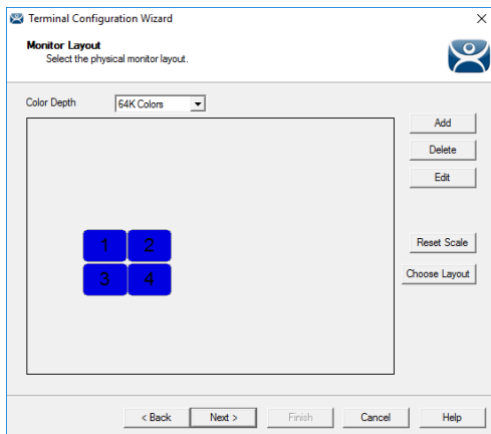 Terminal Configuration Wizard
Monitor Layout
Select the physical monitor layout.
Color Depth 64K Colors
Add
Delete
Edit
1 2
3 4
Reset Scale
Choose Layout
< Back Next > Finish Cancel Help